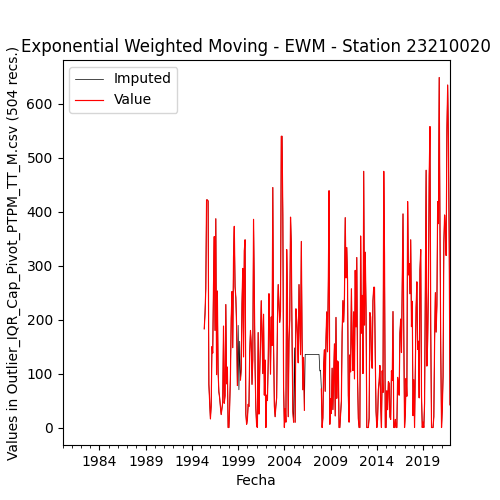 Exponential Weighted Moving - EWM - Station 23210020
Imputed
Value
Values in Outlier_IQR_Cap_Pivot_PTPM_TT_M.csv (504 recs.)
600
500
400
300
200
100
0
1984 1989 1994 1999 2004 2009 2014 2019
Fecha